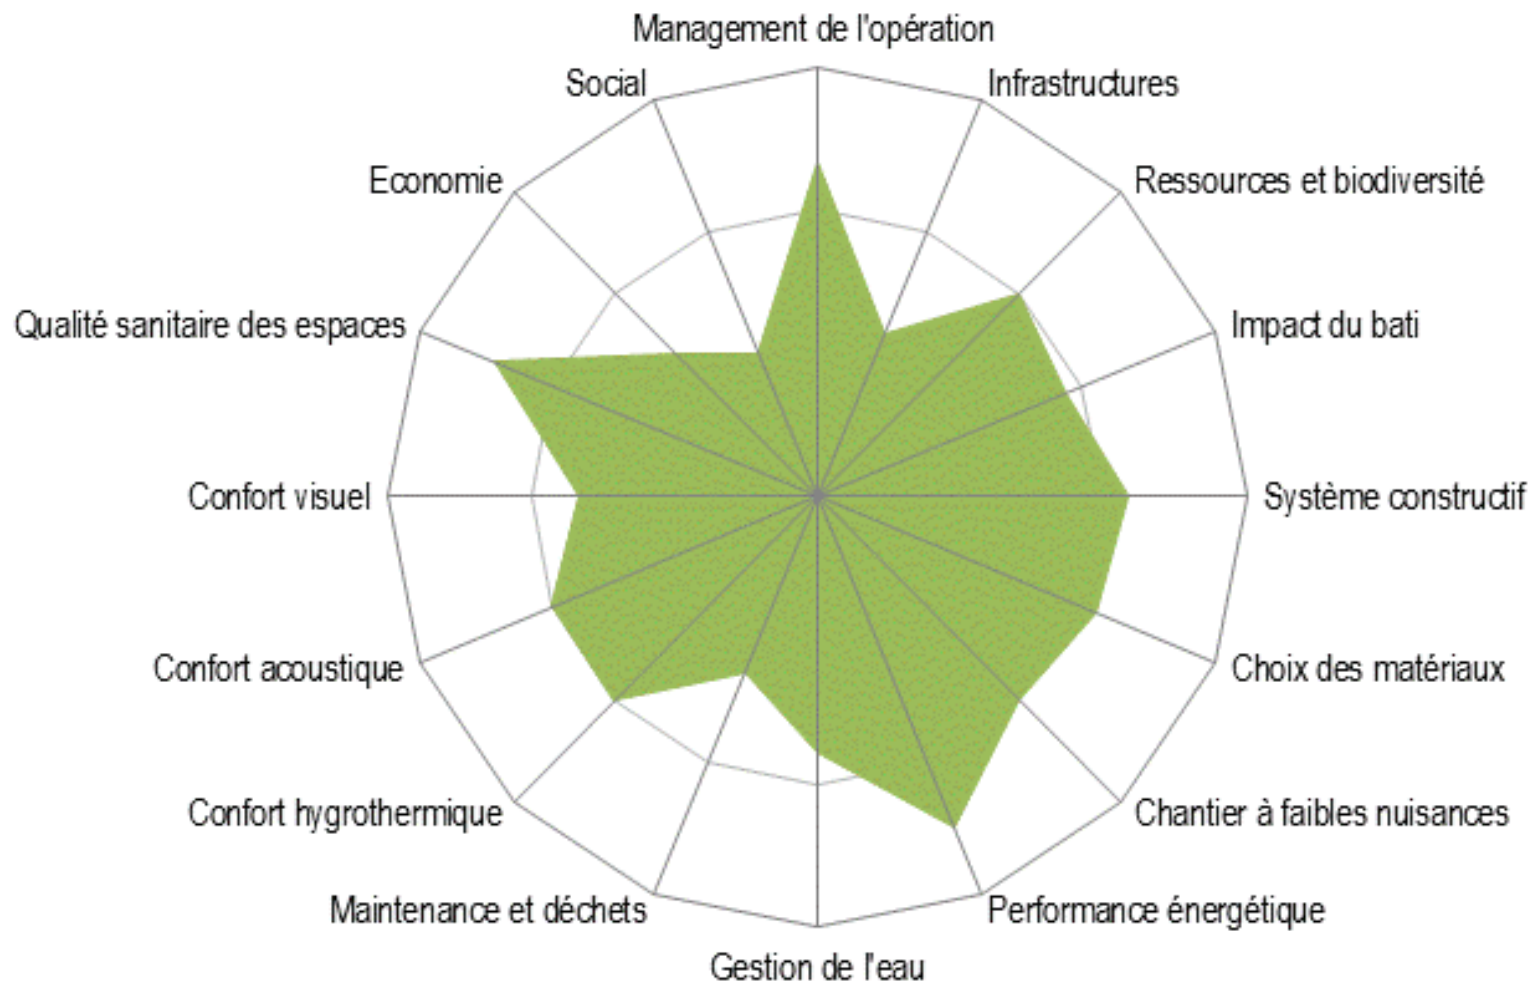 Management de l'opération
Social
Infrastructures
Economie
Ressources et biodiversité
Qualité sanitaire des espaces
Impact du bati
Confort visuel
Système constructif
Confort acoustique
Choix des matériaux
Confort hygrothermique
Chantier à faibles nuisances
Maintenance et déchets
Performance énergétique
Gestion de l'eau